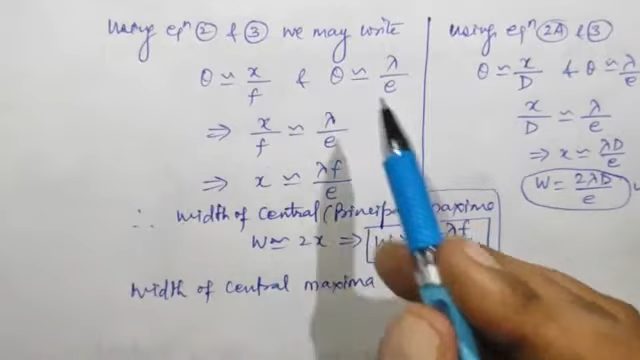 Using eqⁿ ② & ③ we may write
θ ≃ x/f & θ ≃ λ/e
⇒ x/f ≃ λ/e
⇒ x ≃ λf/e
∴ width of central (Principal) maxima
W ≃ 2x ⇒ λf
width of central maxima
Using eqⁿ ②A & ③
θ ≃ x/D & θ ≃ λ/e
x/D ≃ λ/e
⇒ x ≃ λD/e
W = 2λD/e